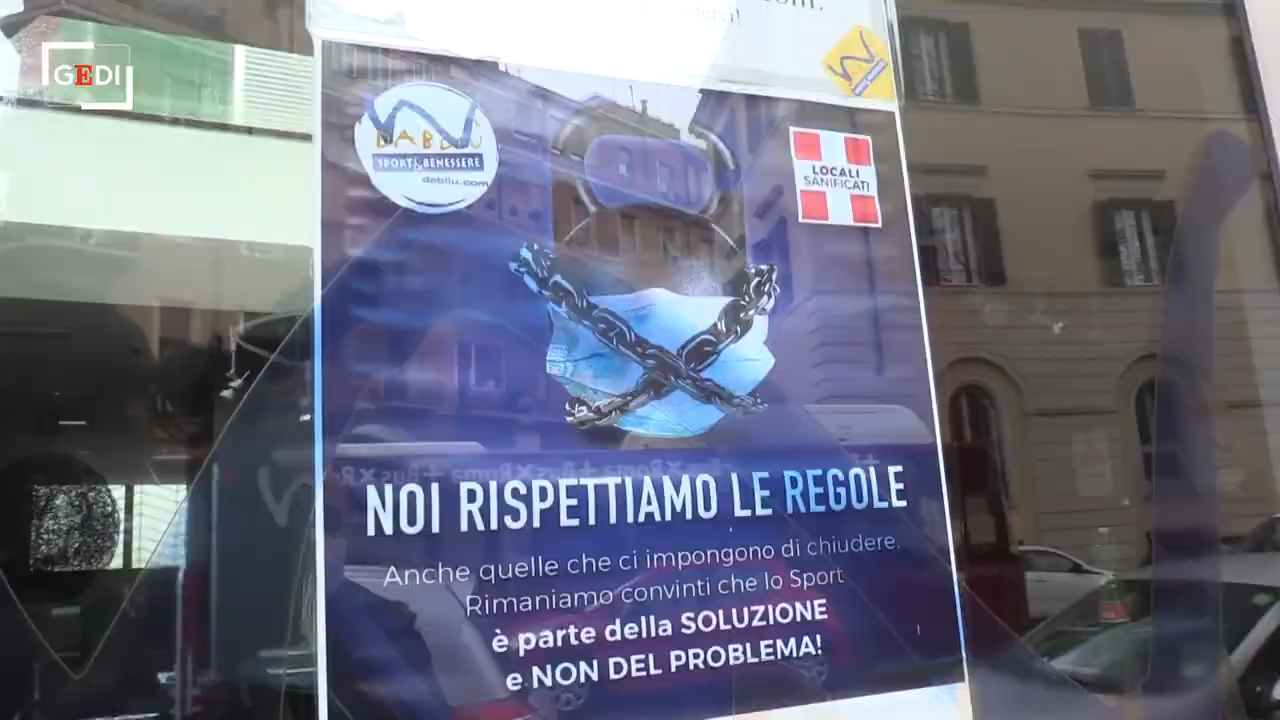 GEDI
DABLIU
SPORT&BENESSERE
dabliu.com
LOCALI
SANIFICATI
NOI RISPETTIAMO LE REGOLE
Anche quelle che ci impongono di chiudere.
Rimaniamo convinti che lo Sport
è parte della SOLUZIONE
e NON DEL PROBLEMA!